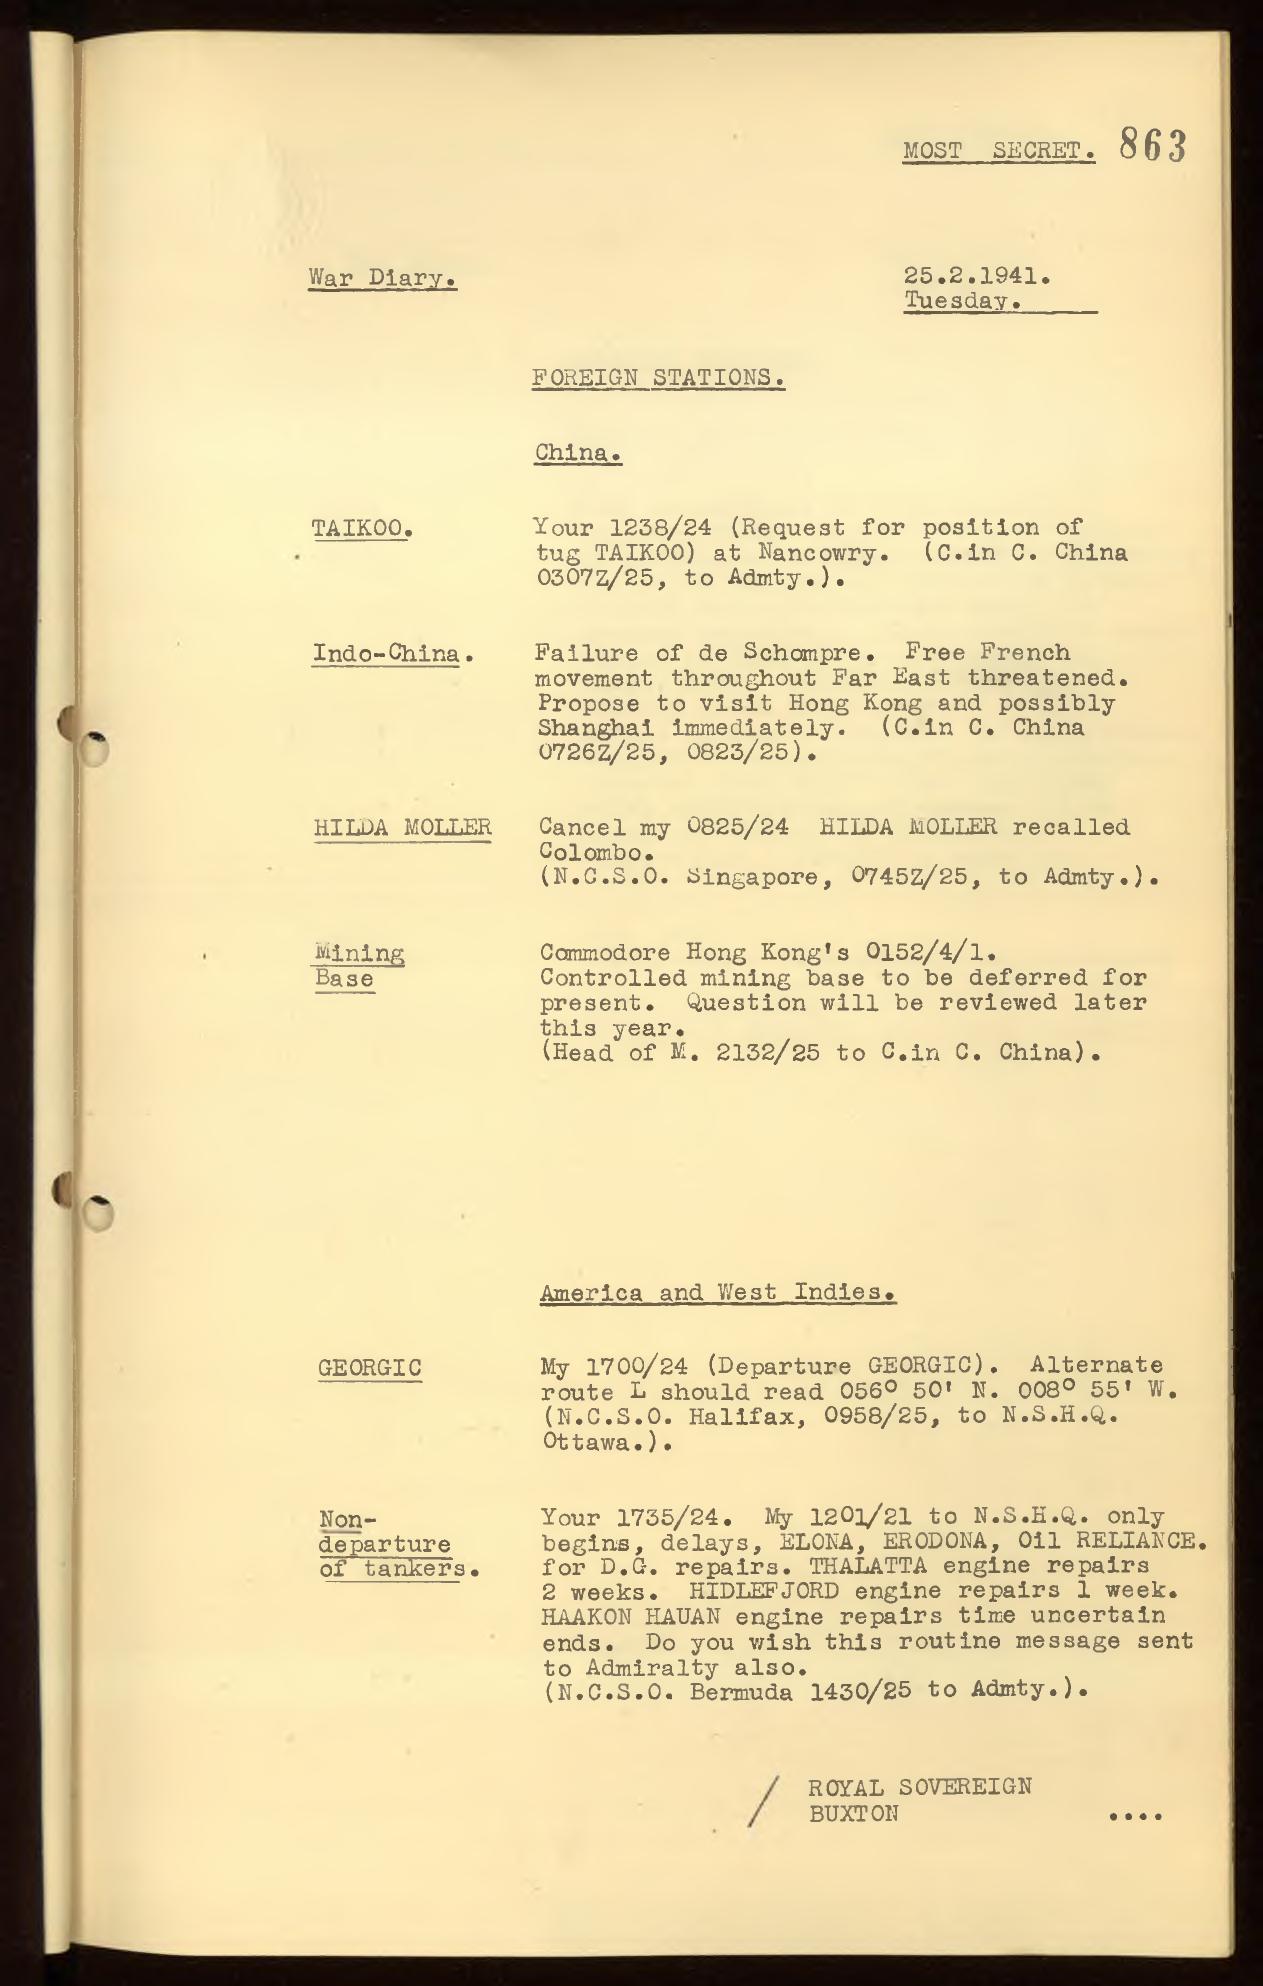 MOST SECRET. 863
War Diary. 25.2.1941.
Tuesday.
FOREIGN STATIONS.
China.
TAIKOO. Your 1238/24 (Request for position of
tug TAIKOO) at Nancowry. (C.in C. China
0307Z/25, to Admty.).
Indo-China. Failure of de Schompre. Free French
movement throughout Far East threatened.
Propose to visit Hong Kong and possibly
Shanghai immediately. (C.in C. China
0726Z/25, 0823/25).
HILDA MOLLER Cancel my 0825/24 HILDA MOLLER recalled
Colombo.
(N.C.S.O. Singapore, 0745Z/25, to Admty.).
Mining Commodore Hong Kong's 0152/4/1.
Base Controlled mining base to be deferred for
present. Question will be reviewed later
this year.
(Head of M. 2132/25 to C.in C. China).
America and West Indies.
GEORGIC My 1700/24 (Departure GEORGIC). Alternate
route L should read 056° 50' N. 008° 55' W.
(N.C.S.O. Halifax, 0958/25, to N.S.H.Q.
Ottawa.).
Non- Your 1735/24. My 1201/21 to N.S.H.Q. only
departure begins, delays, ELONA, ERODONA, Oil RELIANCE.
of tankers. for D.G. repairs. THALATTA engine repairs
2 weeks. HIDLEFJORD engine repairs 1 week.
HAAKON HAUAN engine repairs time uncertain
ends. Do you wish this routine message sent
to Admiralty also.
(N.C.S.O. Bermuda 1430/25 to Admty.).
/ ROYAL SOVEREIGN
BUXTON ....